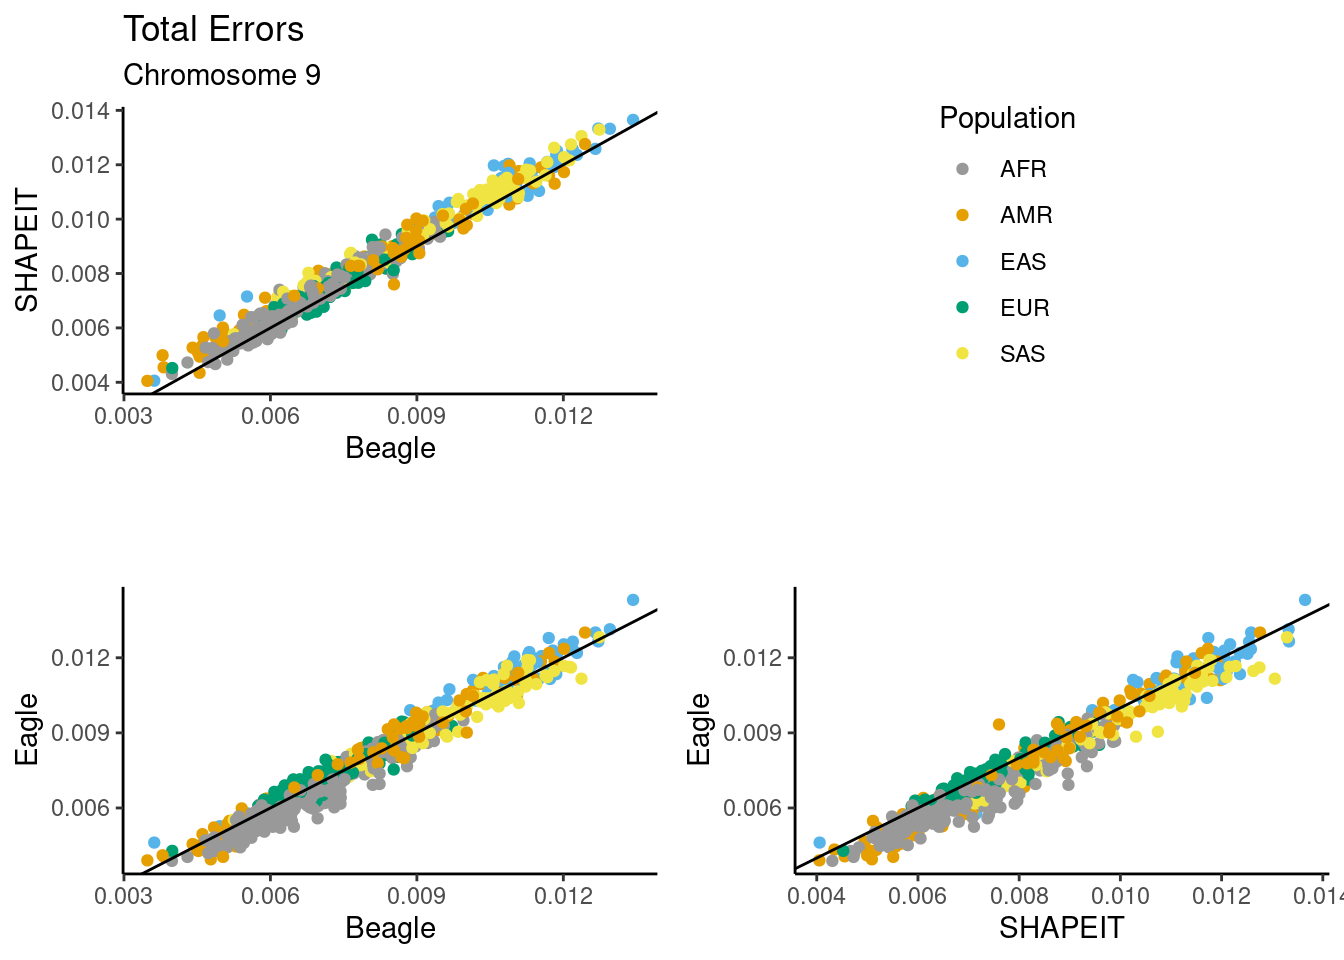 Total Errors
Chromosome 9
0.014
0.012
0.010
0.008
0.006
0.004
SHAPEIT
0.003 0.006 0.009 0.012
Beagle
Population
AFR
AMR
EAS
EUR
SAS
0.012
0.009
0.006
Eagle
0.003 0.006 0.009 0.012
Beagle
0.012
0.009
0.006
Eagle
0.004 0.006 0.008 0.010 0.012 0.014
SHAPEIT